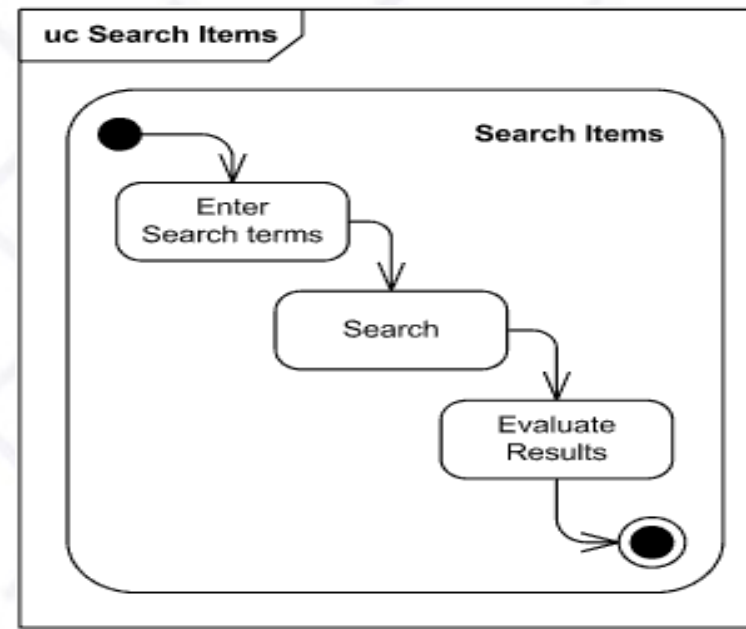 uc Search Items
Search Items
Enter
Search terms
Search
Evaluate
Results